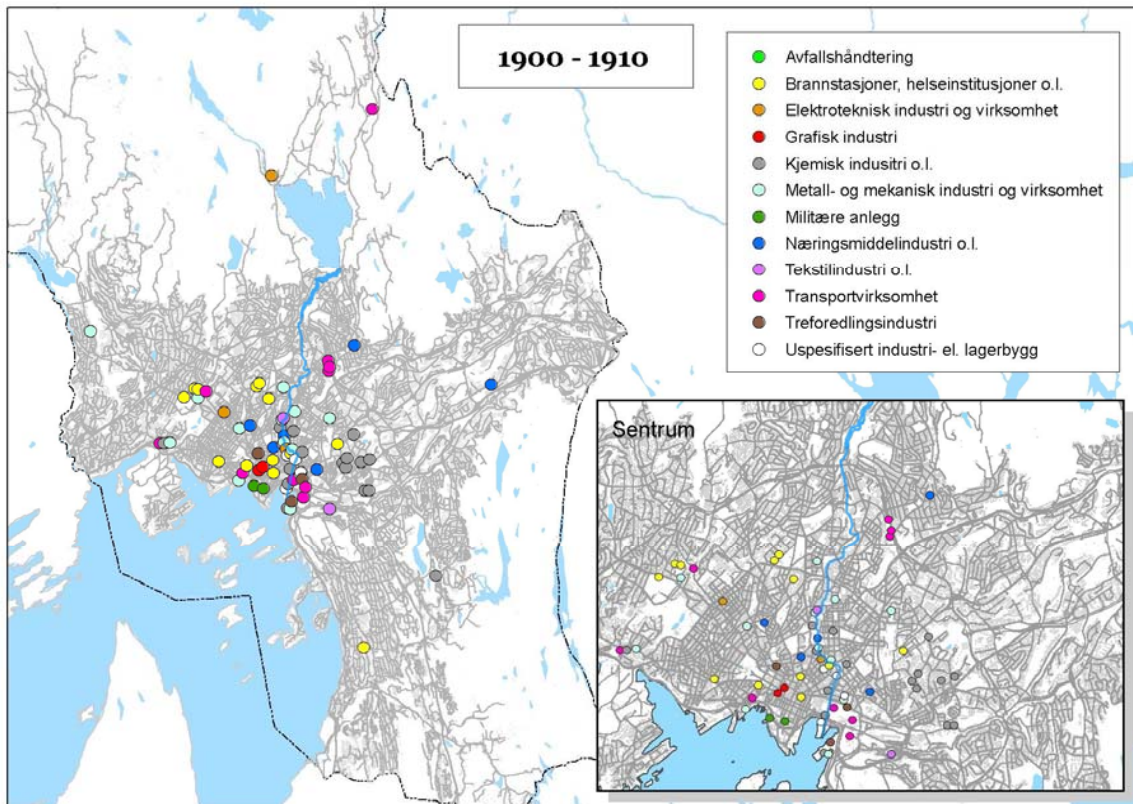 1900 - 1910
Avfallshåndtering
Brannstasjoner, helseinstitusjoner o.l.
Elektroteknisk industri og virksomhet
Grafisk industri
Kjemisk indusitri o.l.
Metall- og mekanisk industri og virksomhet
Militære anlegg
Næringsmiddelindustri o.l.
Tekstilindustri o.l.
Transportvirksomhet
Treforedlingsindustri
Uspesifisert industri- el. lagerbygg
Sentrum